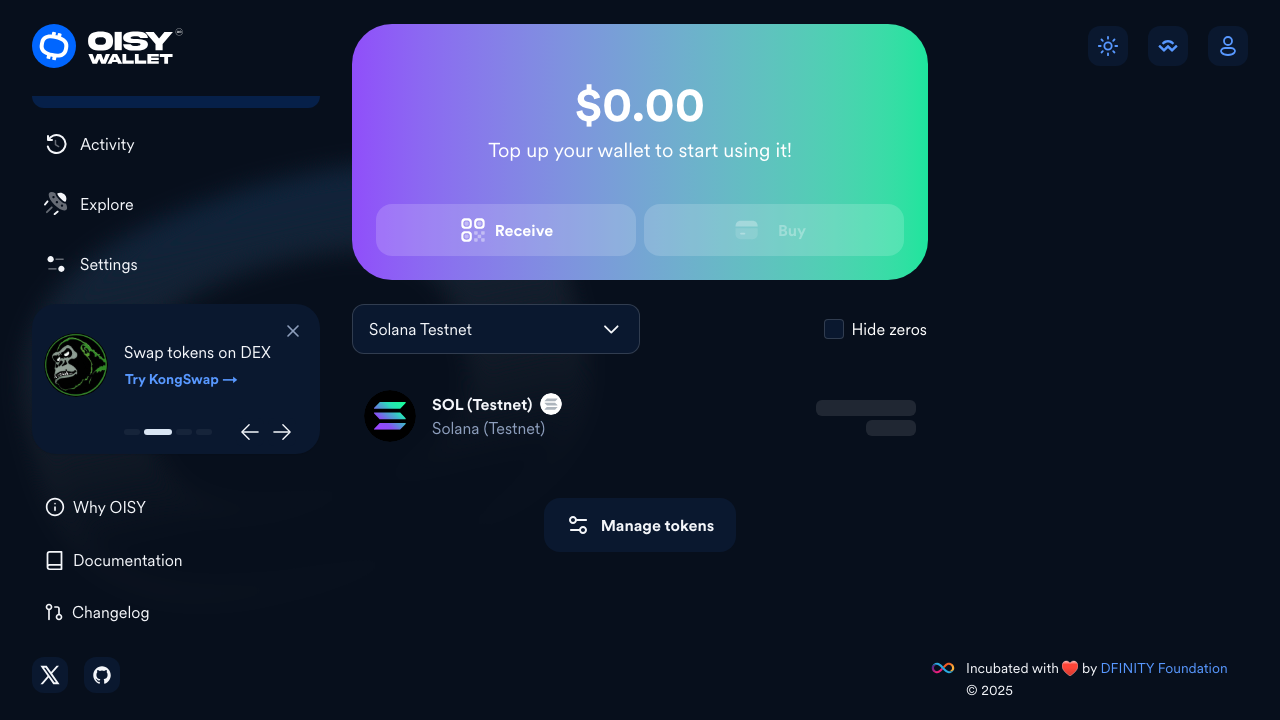 OISY
WALLET
Activity
Explore
Settings
Swap tokens on DEX
Try KongSwap →
Why OISY
Documentation
Changelog
$0.00
Top up your wallet to start using it!
Receive
Buy
Solana Testnet
Hide zeros
SOL (Testnet)
Solana (Testnet)
Manage tokens
Incubated with ❤️ by DFINITY Foundation
© 2025